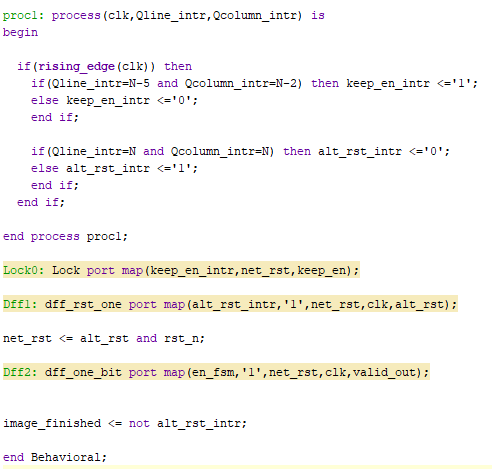 proc1: process(clk,Qline_intr,Qcolumn_intr) is
begin
if(rising_edge(clk)) then
if(Qline_intr=N-5 and Qcolumn_intr=N-2) then keep_en_intr <='1';
else keep_en_intr <='0';
end if;
if(Qline_intr=N and Qcolumn_intr=N) then alt_rst_intr <='0';
else alt_rst_intr <='1';
end if;
end if;
end process proc1;
Lock0: Lock port map(keep_en_intr,net_rst,keep_en);
Dff1: dff_rst_one port map(alt_rst_intr,'1',net_rst,clk,alt_rst);
net_rst <= alt_rst and rst_n;
Dff2: dff_one_bit port map(en_fsm,'1',net_rst,clk,valid_out);
image_finished <= not alt_rst_intr;
end Behavioral;